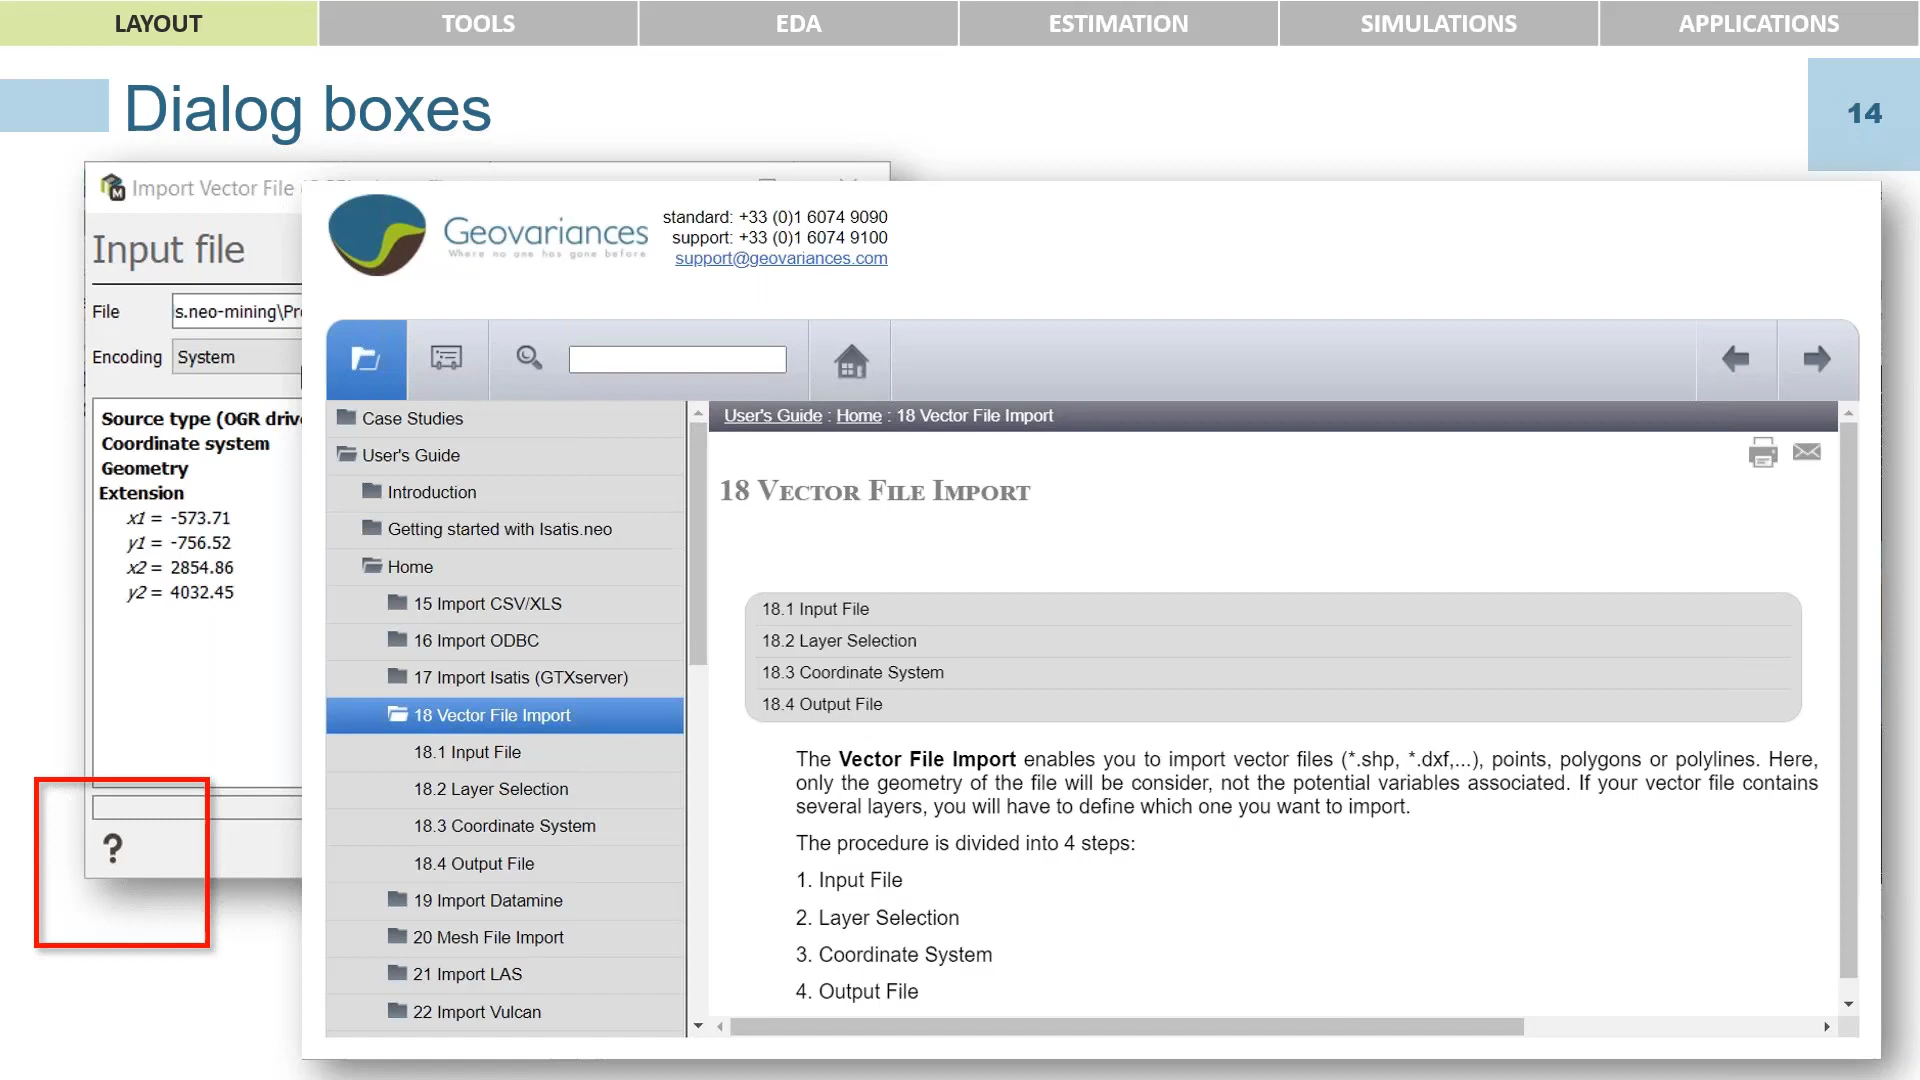 LAYOUT
TOOLS
EDA
ESTIMATION
SIMULATIONS
APPLICATIONS
Dialog boxes
14
Import Vector File
Input file
File
s.neo-mining\Pr
Encoding
System
Source type (OGR driv
Coordinate system
Geometry
Extension
x1 = -573.71
y1 = -756.52
x2 = 2854.86
y2 = 4032.45
?
Geovariances
Where no one has gone before
standard: +33 (0)1 6074 9090
support: +33 (0)1 6074 9100
support@geovariances.com
Case Studies
User's Guide
Introduction
Getting started with Isatis.neo
Home
15 Import CSV/XLS
16 Import ODBC
17 Import Isatis (GTXserver)
18 Vector File Import
18.1 Input File
18.2 Layer Selection
18.3 Coordinate System
18.4 Output File
19 Import Datamine
20 Mesh File Import
21 Import LAS
22 Import Vulcan
User's Guide : Home : 18 Vector File Import
18 VECTOR FILE IMPORT
18.1 Input File
18.2 Layer Selection
18.3 Coordinate System
18.4 Output File
The Vector File Import enables you to import vector files (*.shp, *.dxf,...), points, polygons or polylines. Here,
only the geometry of the file will be consider, not the potential variables associated. If your vector file contains
several layers, you will have to define which one you want to import.
The procedure is divided into 4 steps:
1. Input File
2. Layer Selection
3. Coordinate System
4. Output File